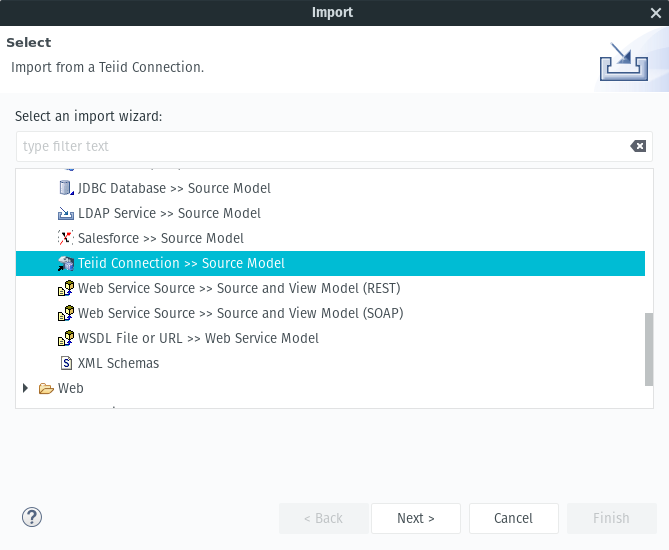 Import
Select
Import from a Teiid Connection.
Select an import wizard:
type filter text
JDBC Database >> Source Model
LDAP Service >> Source Model
Salesforce >> Source Model
Teiid Connection >> Source Model
Web Service Source >> Source and View Model (REST)
Web Service Source >> Source and View Model (SOAP)
WSDL File or URL >> Web Service Model
XML Schemas
Web
< Back Next > Cancel Finish